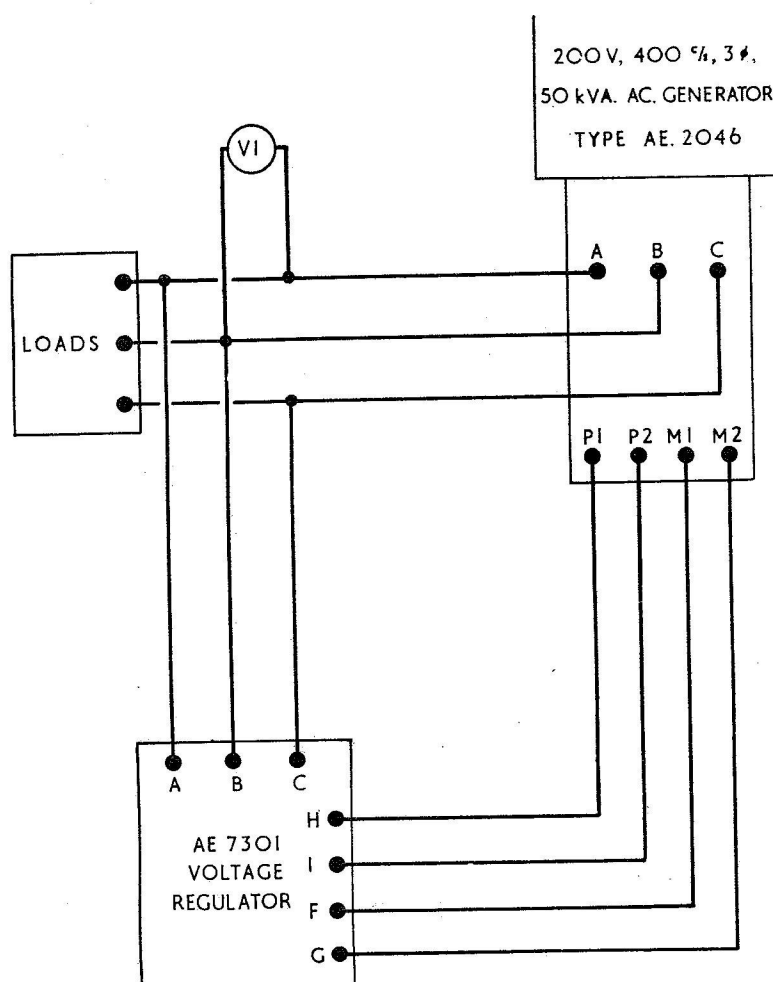 200V, 400 c/s, 3ϕ,
50 kVA. AC. GENERATOR
TYPE AE. 2046
V1
A B C
LOADS
P1 P2 M1 M2
A B C
H
AE 7301
VOLTAGE
REGULATOR
I
F
G